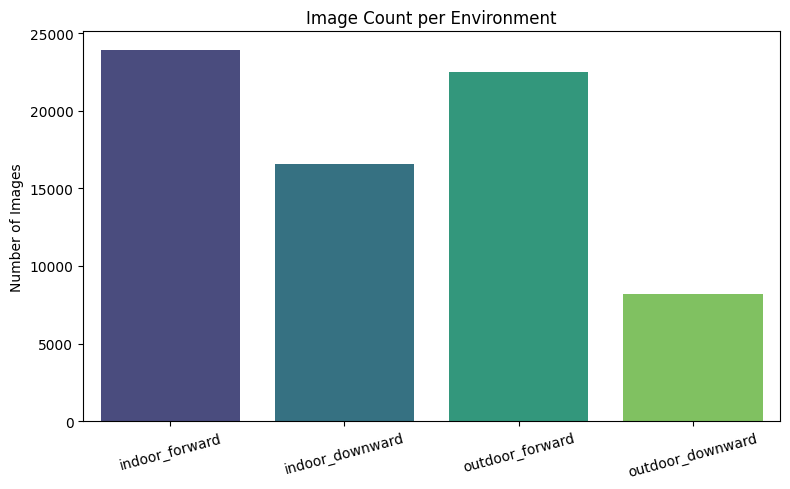 Image Count per Environment
Number of Images
25000
20000
15000
10000
5000
0
indoor_forward
indoor_downward
outdoor_forward
outdoor_downward